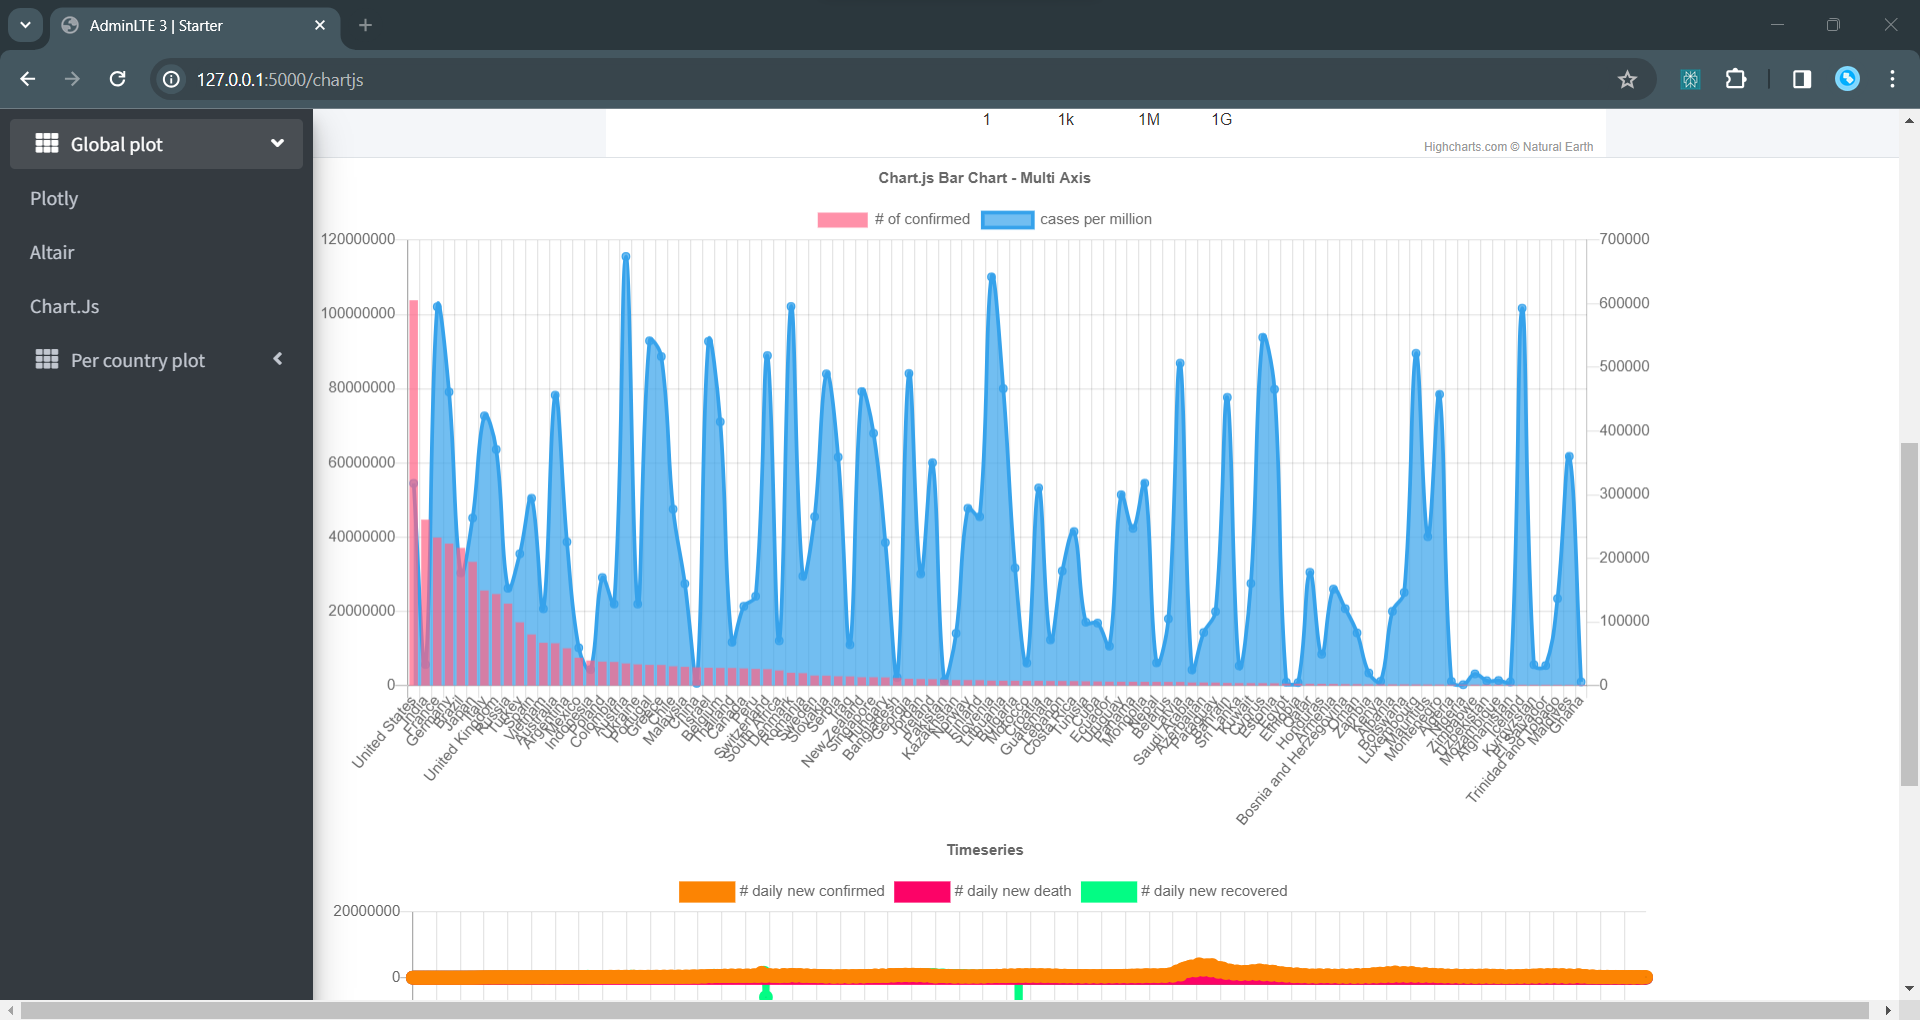 AdminLTE 3 | Starter
127.0.0.1:5000/chartjs
Global plot
Plotly
Altair
Chart.Js
Per country plot
1 1k 1M 1G
Highcharts.com © Natural Earth
Chart.js Bar Chart - Multi Axis
# of confirmed cases per million
120000000 700000
100000000 600000
80000000 500000
60000000 400000
40000000 300000
20000000 200000
0 100000
0
United States
France
Germany
Brazil
Japan
Italy
United Kingdom
Russia
Turkey
Spain
Vietnam
Australia
Argentina
Mexico
Poland
Colombia
Austria
Ukraine
Portugal
Greece
Chile
Malaysia
China
Israel
Belgium
Thailand
Canada
Peru
Switzerland
South Africa
Denmark
Romania
Sweden
Slovakia
Serbia
Iraq
New Zealand
Singapore
Hungary
Bangladesh
Georgia
Jordan
Pakistan
Kazakhstan
Norway
Finland
Lithuania
Bulgaria
Morocco
Croatia
Guatemala
Lebanon
Costa Rica
Tunisia
Cuba
Ecuador
Uruguay
Panama
Mongolia
Nepal
Belarus
Latvia
Saudi Arabia
Azerbaijan
Paraguay
Bahrain
Sri Lanka
Kuwait
Cyprus
Estonia
Egypt
Ethiopia
Qatar
Honduras
Armenia
Bosnia and Herzegovina
Oman
Zambia
Kenya
Albania
Botswana
Luxembourg
Mauritius
Montenegro
Nigeria
Zimbabwe
Uzbekistan
Mozambique
Afghanistan
Iceland
Kyrgyzstan
El Salvador
Trinidad and Tobago
Maldives
Ghana
Timeseries
# daily new confirmed # daily new death # daily new recovered
20000000
0